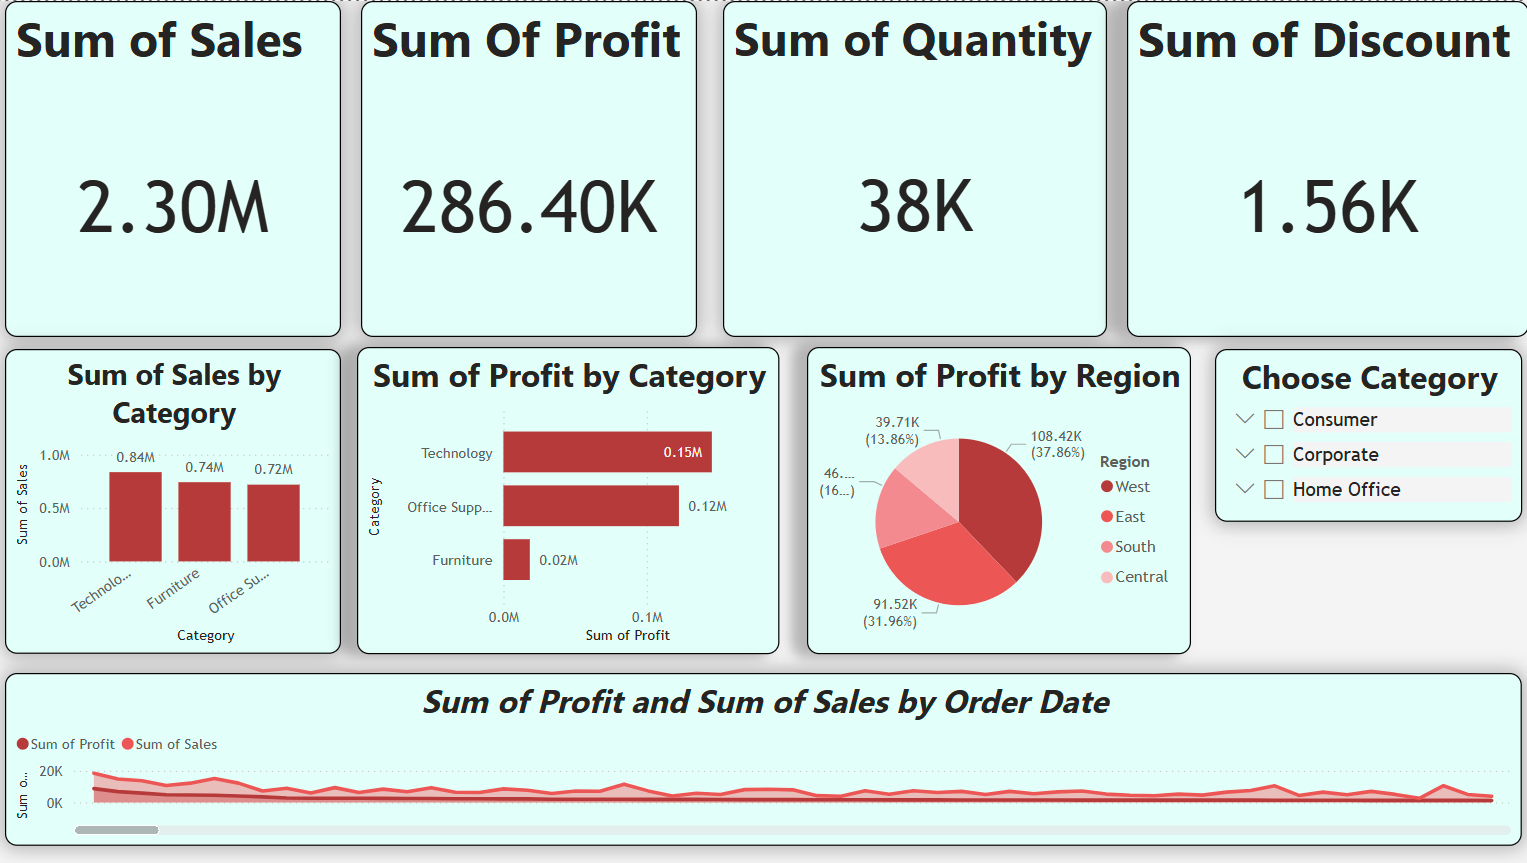 Sum of Sales
2.30M
Sum Of Profit
286.40K
Sum of Quantity
38K
Sum of Discount
1.56K
Sum of Sales by
Category
Sum of Sales
1.0M
0.5M
0.0M
0.84M
0.74M
0.72M
Technolo...
Furniture
Office Su...
Category
Sum of Profit by Category
Category
Technology
0.15M
Office Supp...
0.12M
Furniture
0.02M
0.0M
0.1M
Sum of Profit
Sum of Profit by Region
39.71K
(13.86%)
108.42K
(37.86%)
46....
(16...)
91.52K
(31.96%)
Region
West
East
South
Central
Choose Category
Consumer
Corporate
Home Office
Sum of Profit and Sum of Sales by Order Date
Sum of Profit
Sum of Sales
Sum o...
20K
0K